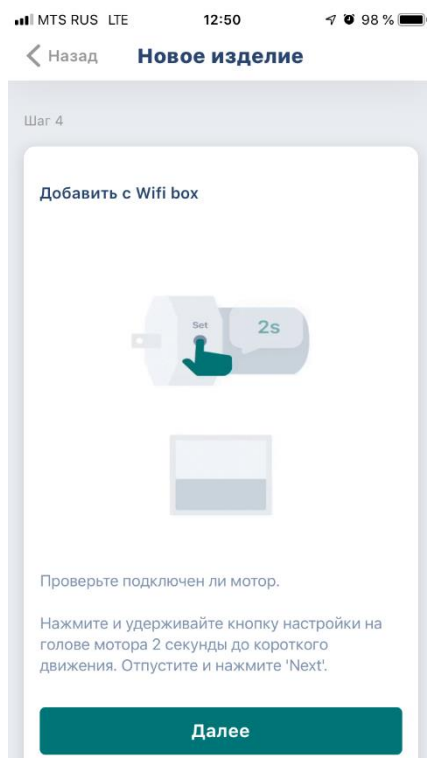 MTS RUS LTE 12:50 98 %
Назад Новое изделие
Шаг 4
Добавить с Wifi box
Set
2s
Проверьте подключен ли мотор.
Нажмите и удерживайте кнопку настройки на
голове мотора 2 секунды до короткого
движения. Отпустите и нажмите 'Next'.
Далее